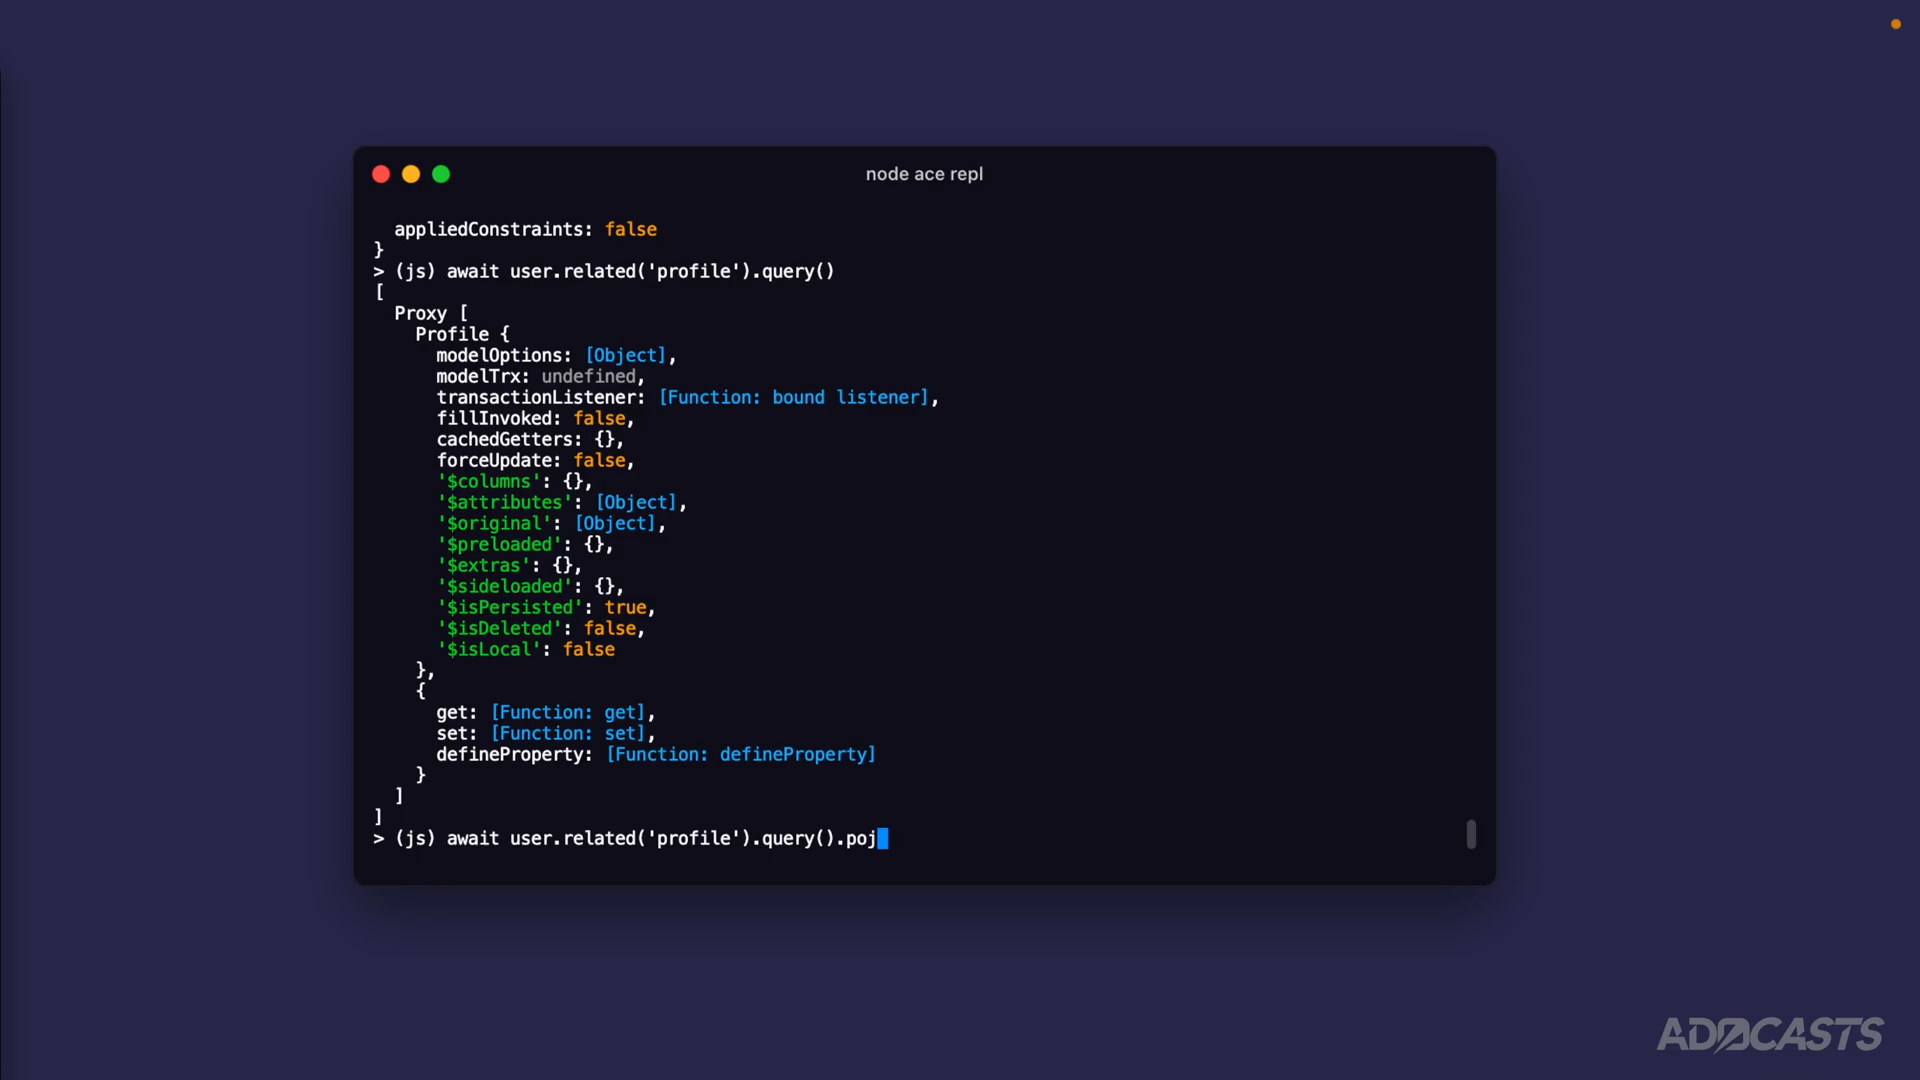 node ace repl
appliedConstraints: false
}
> (js) await user.related('profile').query()
[
Proxy [
Profile {
modelOptions: [Object],
modelTrx: undefined,
transactionListener: [Function: bound listener],
fillInvoked: false,
cachedGetters: {},
forceUpdate: false,
'$columns': {},
'$attributes': [Object],
'$original': [Object],
'$preloaded': {},
'$extras': {},
'$sideloaded': {},
'$isPersisted': true,
'$isDeleted': false,
'$isLocal': false
},
{
get: [Function: get],
set: [Function: set],
defineProperty: [Function: defineProperty]
}
]
]
> (js) await user.related('profile').query().poj
ADOCASTS